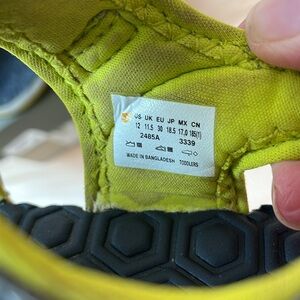 US UK EU JP MX CN
12 11.5 30 18.5 17.0 185(1)
2485A 3339
MADE IN BANGLADESH TODDLERS